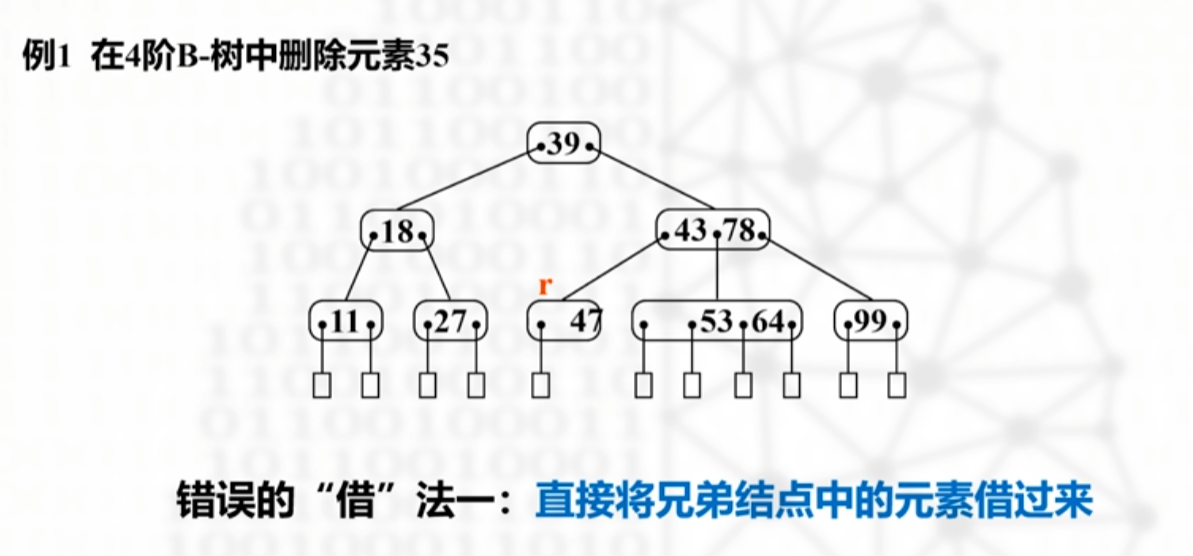 例1 在4阶B-树中删除元素35
39
18 43 78
r
11 27 47 53 64 99
错误的“借”法一：直接将兄弟结点中的元素借过来